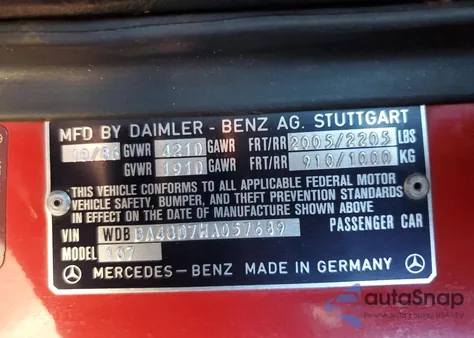 MFD BY DAIMLER - BENZ AG. STUTTGART
10/86 GVWR 4210 GAWR FRT/RR 2005/2205 LBS
GVWR 1910 GAWR FRT/RR 910/1000 KG
THIS VEHICLE CONFORMS TO ALL APPLICABLE FEDERAL MOTOR
VEHICLE SAFETY, BUMPER, AND THEFT PREVENTION STANDARDS
IN EFFECT ON THE DATE OF MANUFACTURE SHOWN ABOVE
VIN WDB PASSENGER CAR
MODEL 107
MERCEDES-BENZ MADE IN GERMANY
autoSnap